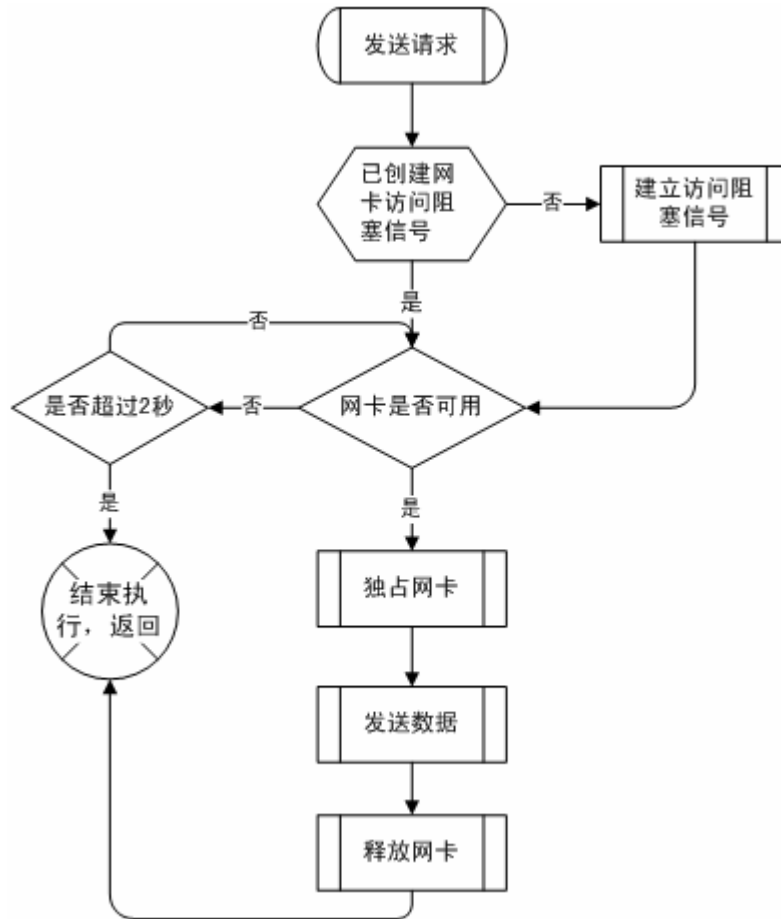 发送请求
已创建网
卡访问阻
塞信号
否
建立访问阻
塞信号
是
否
是否超过2秒
否
网卡是否可用
是
是
结束执
行，返回
独占网卡
发送数据
释放网卡